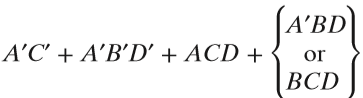 A′BD
A′C′ + A′B′D′ + ACD + { or }
BCD